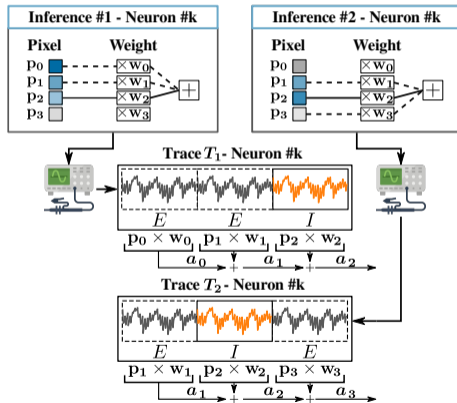 Inference #1 - Neuron #k
Pixel Weight
p₀ ×w₀
p₁ ×w₁
p₂ ×w₂
p₃ ×w₃
+
Inference #2 - Neuron #k
Pixel Weight
p₀ ×w₀
p₁ ×w₁
p₂ ×w₂
p₃ ×w₃
+
Trace T₁- Neuron #k
E E I
p₀ × w₀ p₁ × w₁ p₂ × w₂
a₀ + a₁ + a₂
Trace T₂- Neuron #k
E I E
p₁ × w₁ p₂ × w₂ p₃ × w₃
a₁ + a₂ + a₃